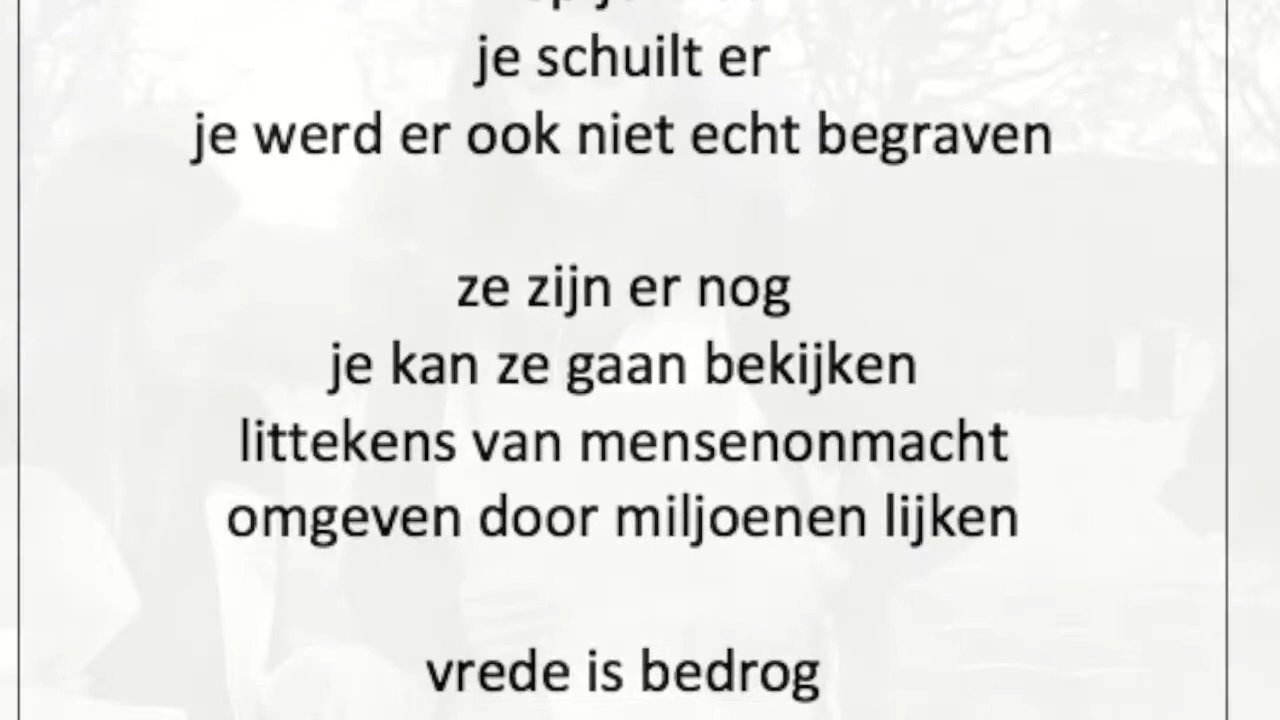 je schuilt er
je werd er ook niet echt begraven
ze zijn er nog
je kan ze gaan bekijken
littekens van mensenonmacht
omgeven door miljoenen lijken
vrede is bedrog